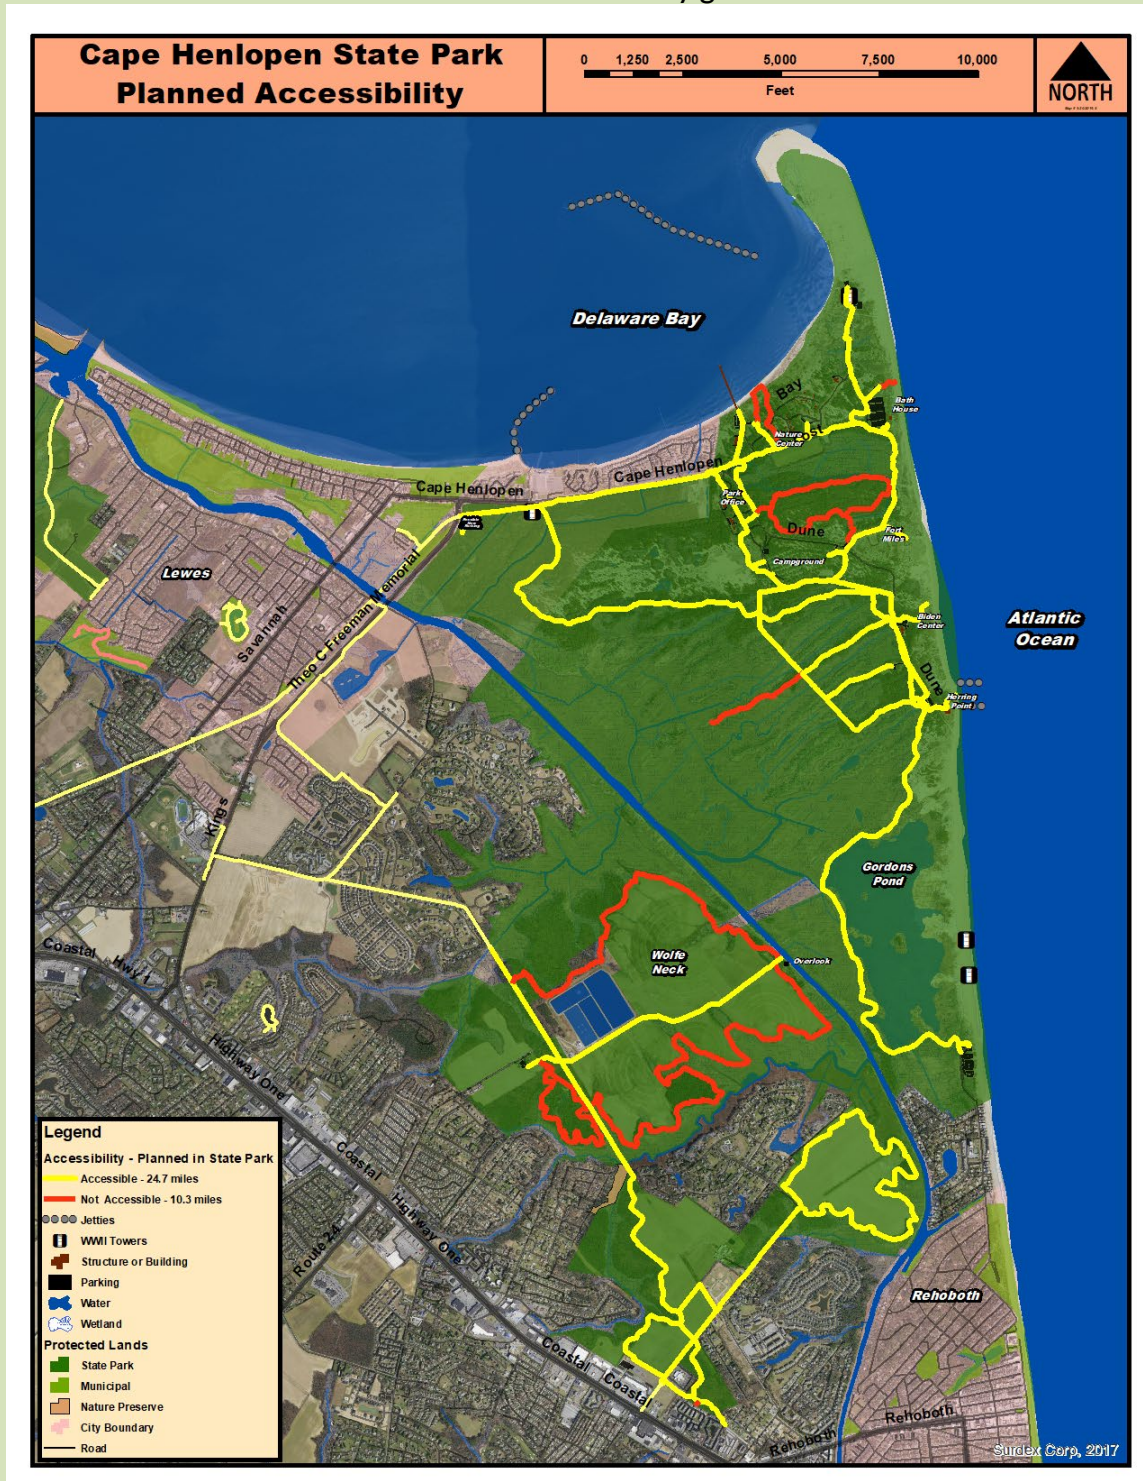 Cape Henlopen State Park
Planned Accessibility
0 1,250 2,500 5,000 7,500 10,000
Feet
NORTH
Delaware Bay
Bay
Bath
House
Nature
Center
Cape Henlopen
Cape Henlopen
Park
Office
Dune
Fort
Miles
Campground
Lewes
Savannah
Theo C Freeman Memorial
Biden
Center
Atlantic
Ocean
Dune
Herring
Point
Kings
Gordons
Pond
Coastal Hwy 1
Wolfe
Neck
Overlook
Highway One
Coastal Highway One
Route 24
Rehoboth
Coastal Coastal
Rehoboth
Rehoboth
Legend
Accessibility - Planned in State Park
Accessible - 24.7 miles
Not Accessible - 10.3 miles
Jetties
WWII Towers
Structure or Building
Parking
Water
Wetland
Protected Lands
State Park
Municipal
Nature Preserve
City Boundary
Road
Surdex Corp, 2017